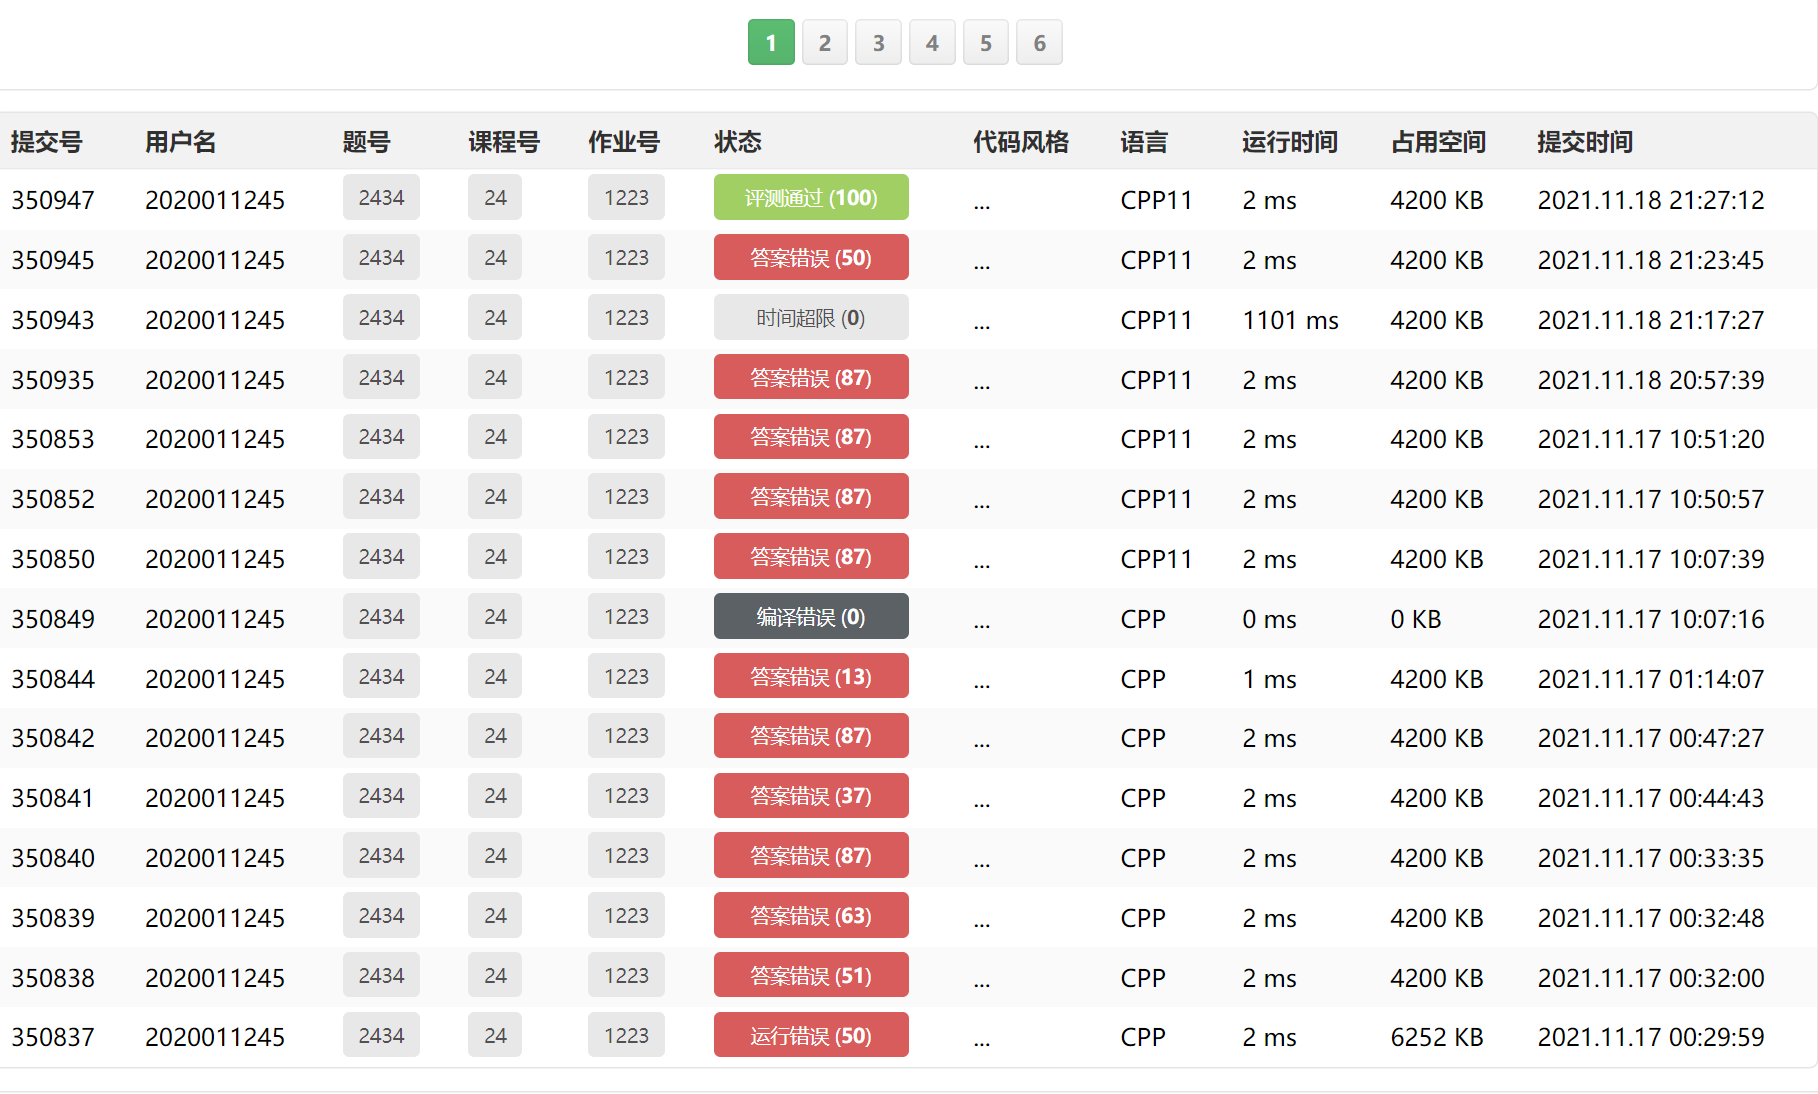 1 2 3 4 5 6
提交号 用户名 题号 课程号 作业号 状态 代码风格 语言 运行时间 占用空间 提交时间
350947 2020011245 2434 24 1223 评测通过 (100) ... CPP11 2 ms 4200 KB 2021.11.18 21:27:12
350945 2020011245 2434 24 1223 答案错误 (50) ... CPP11 2 ms 4200 KB 2021.11.18 21:23:45
350943 2020011245 2434 24 1223 时间超限 (0) ... CPP11 1101 ms 4200 KB 2021.11.18 21:17:27
350935 2020011245 2434 24 1223 答案错误 (87) ... CPP11 2 ms 4200 KB 2021.11.18 20:57:39
350853 2020011245 2434 24 1223 答案错误 (87) ... CPP11 2 ms 4200 KB 2021.11.17 10:51:20
350852 2020011245 2434 24 1223 答案错误 (87) ... CPP11 2 ms 4200 KB 2021.11.17 10:50:57
350850 2020011245 2434 24 1223 答案错误 (87) ... CPP11 2 ms 4200 KB 2021.11.17 10:07:39
350849 2020011245 2434 24 1223 编译错误 (0) ... CPP 0 ms 0 KB 2021.11.17 10:07:16
350844 2020011245 2434 24 1223 答案错误 (13) ... CPP 1 ms 4200 KB 2021.11.17 01:14:07
350842 2020011245 2434 24 1223 答案错误 (87) ... CPP 2 ms 4200 KB 2021.11.17 00:47:27
350841 2020011245 2434 24 1223 答案错误 (37) ... CPP 2 ms 4200 KB 2021.11.17 00:44:43
350840 2020011245 2434 24 1223 答案错误 (87) ... CPP 2 ms 4200 KB 2021.11.17 00:33:35
350839 2020011245 2434 24 1223 答案错误 (63) ... CPP 2 ms 4200 KB 2021.11.17 00:32:48
350838 2020011245 2434 24 1223 答案错误 (51) ... CPP 2 ms 4200 KB 2021.11.17 00:32:00
350837 2020011245 2434 24 1223 运行错误 (50) ... CPP 2 ms 6252 KB 2021.11.17 00:29:59